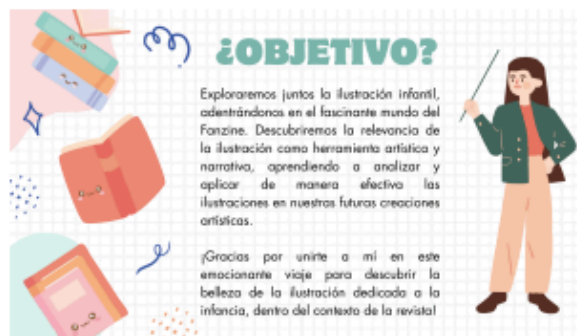 ¿OBJETIVO?
Exploraremos juntos la ilustración infantil,
adentrándonos en el fascinante mundo del
Fanzine. Descubriremos la relevancia de
la ilustración como herramienta artística y
narrativa, aprendiendo a analizar y
aplicar de manera efectiva las
ilustraciones en nuestras futuras creaciones
artísticas.
¡Gracias por unirte a mí en este
emocionante viaje para descubrir la
belleza de la ilustración dedicada a la
infancia, dentro del contexto de la revista!